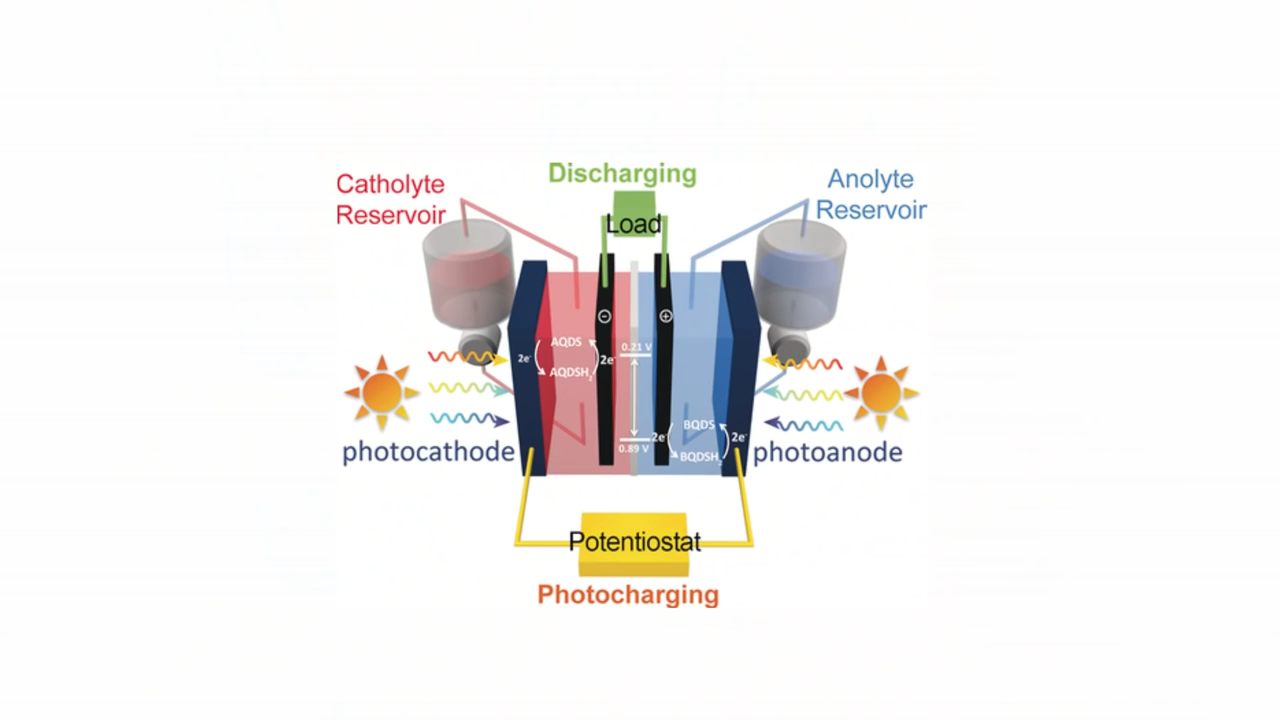 Discharging
Catholyte
Reservoir
Load
Anolyte
Reservoir
AQDS
2e⁻
AQDSH₂
2e⁻
0.21 V
0.89 V
2e⁻
BQDS
BQDSH₂
2e⁻
photocathode
photoanode
Potentiostat
Photocharging